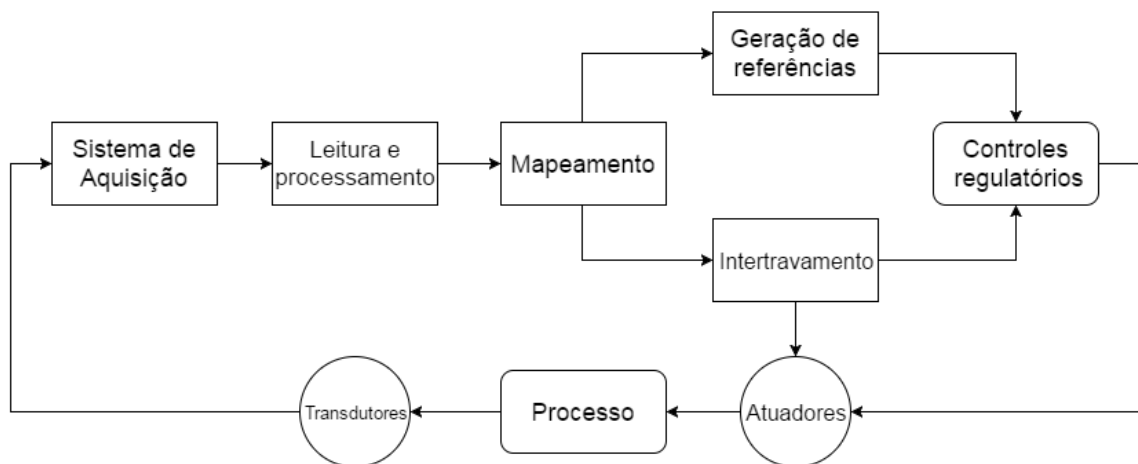 Geração de
referências
Sistema de
Aquisição
Leitura e
processamento
Mapeamento
Controles
regulatórios
Intertravamento
Transdutores
Processo
Atuadores